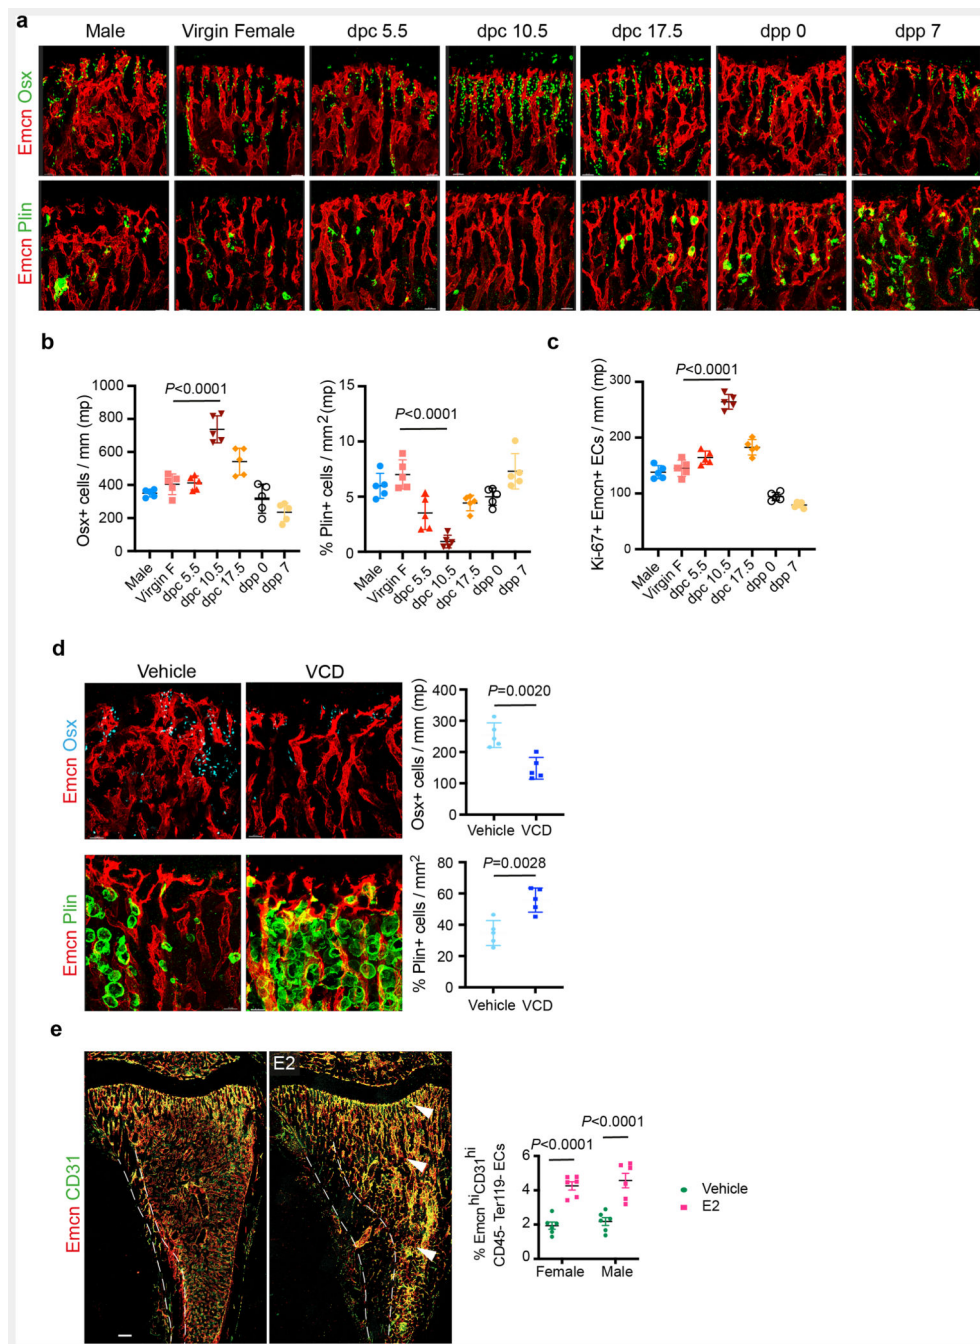 a
Male Virgin Female dpc 5.5 dpc 10.5 dpc 17.5 dpp 0 dpp 7
Emcn Osx
Emcn Plin
b
Osx+ cells / mm (mp)
1000
800
600
400
200
0
P<0.0001
Male Virgin F dpc 5.5 dpc 10.5 dpc 17.5 dpp 0 dpp 7
% Plin+ cells / mm² (mp)
15
10
5
0
P<0.0001
Male Virgin F dpc 5.5 dpc 10.5 dpc 17.5 dpp 0 dpp 7
c
Ki-67+ Emcn+ ECs / mm (mp)
300
200
100
0
P<0.0001
Male Virgin F dpc 5.5 dpc 10.5 dpc 17.5 dpp 0 dpp 7
d
Vehicle VCD
Emcn Osx
Emcn Plin
Osx+ cells / mm (mp)
400
300
200
100
0
P=0.0020
Vehicle VCD
% Plin+ cells / mm²
80
60
40
20
0
P=0.0028
Vehicle VCD
e
Emcn CD31
E2
% Emcn^hi CD31^hi
CD45- Ter119- ECs
6
4
2
0
P<0.0001
P<0.0001
Female Male
Vehicle
E2